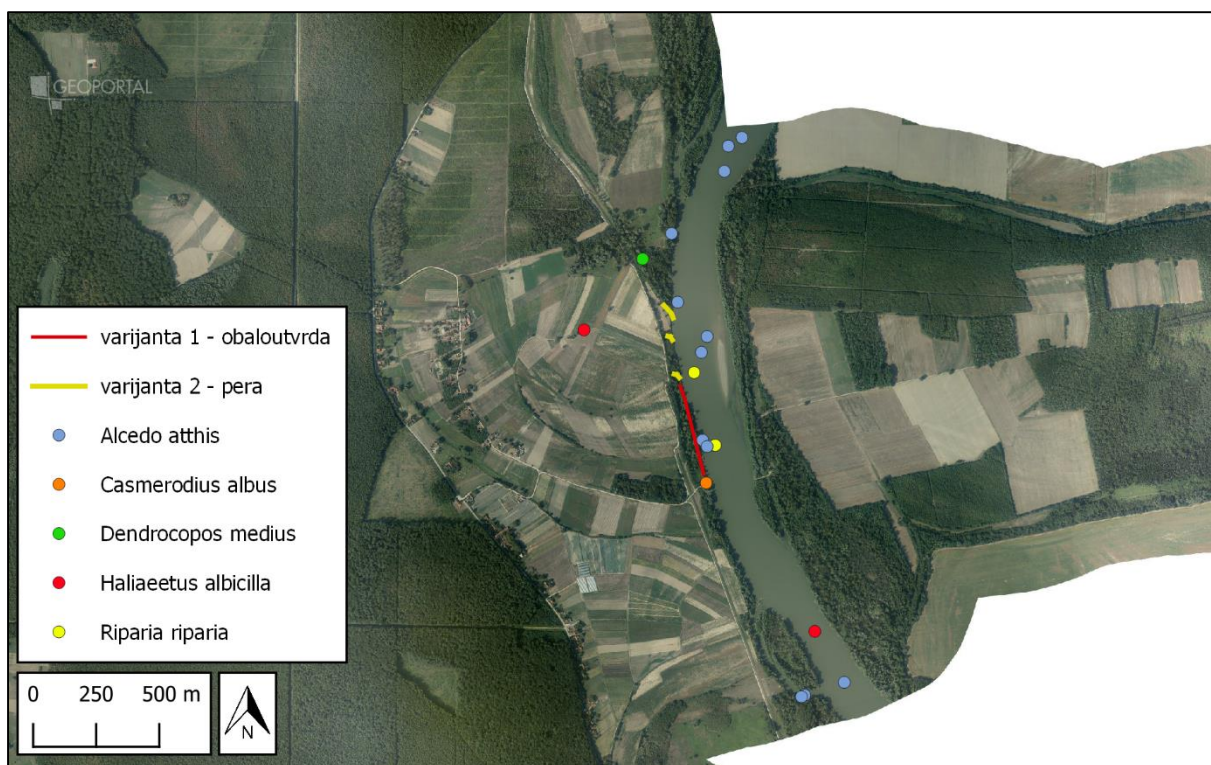 GEOPORTAL
varijanta 1 - obaloutvrda
varijanta 2 - pera
Alcedo atthis
Casmerodius albus
Dendrocopos medius
Haliaeetus albicilla
Riparia riparia
0 250 500 m
N